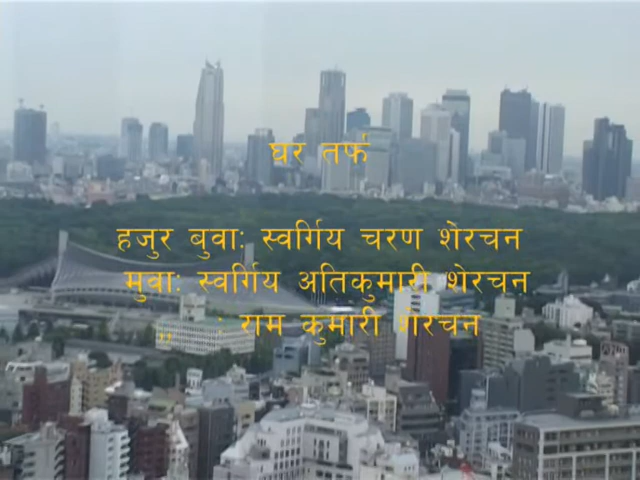 घर तर्फ
हजुर बुवाः स्वर्गिय चरण शेरचन
मुवाः स्वर्गिय अतिकुमारी शेरचन
,, : राम कुमारी शेरचन